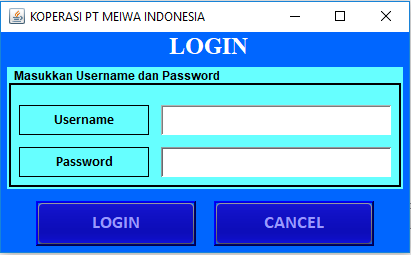 KOPERASI PT MEIWA INDONESIA
LOGIN
Masukkan Username dan Password
Username
Password
LOGIN CANCEL